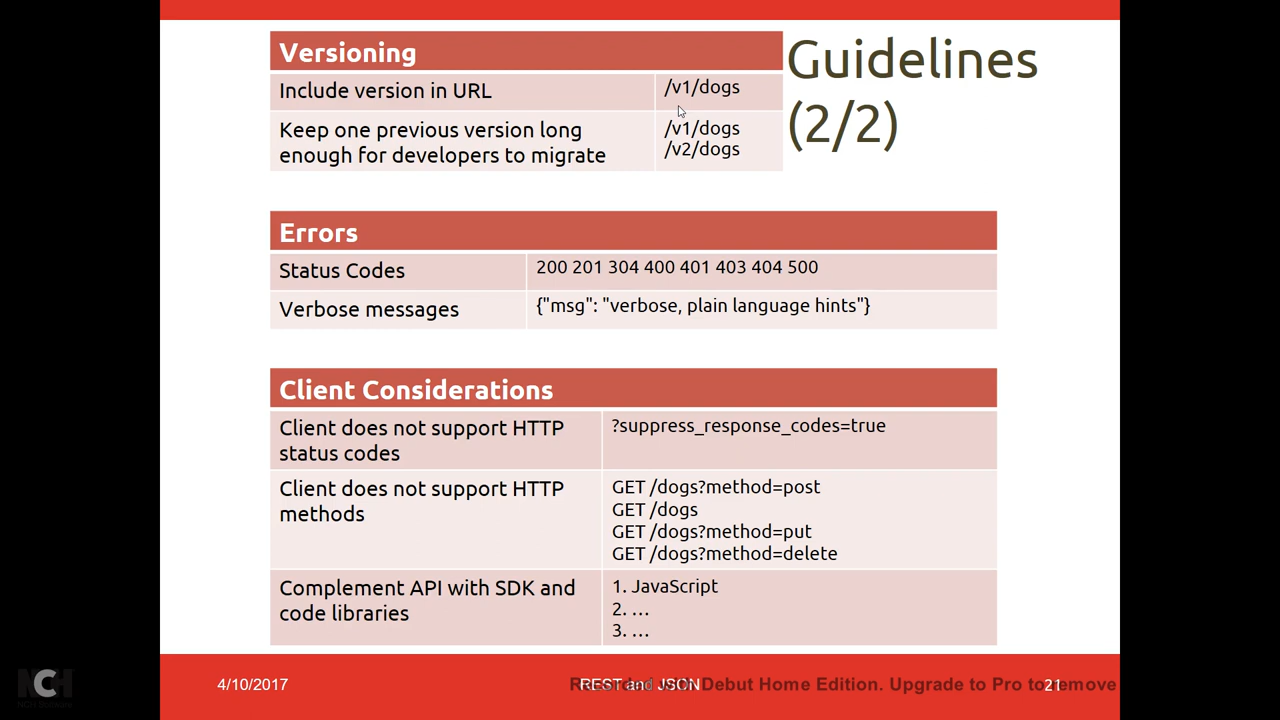 Versioning
Include version in URL
/v1/dogs
Keep one previous version long
enough for developers to migrate
/v1/dogs
/v2/dogs
Guidelines
(2/2)
Errors
Status Codes
200 201 304 400 401 403 404 500
Verbose messages
{"msg": "verbose, plain language hints"}
Client Considerations
Client does not support HTTP
status codes
?suppress_response_codes=true
Client does not support HTTP
methods
GET /dogs?method=post
GET /dogs
GET /dogs?method=put
GET /dogs?method=delete
Complement API with SDK and
code libraries
1. JavaScript
2. …
3. …
NCH
NCH Software
4/10/2017
REST and JSON
Recorded with Debut Home Edition. Upgrade to Pro to remove
21